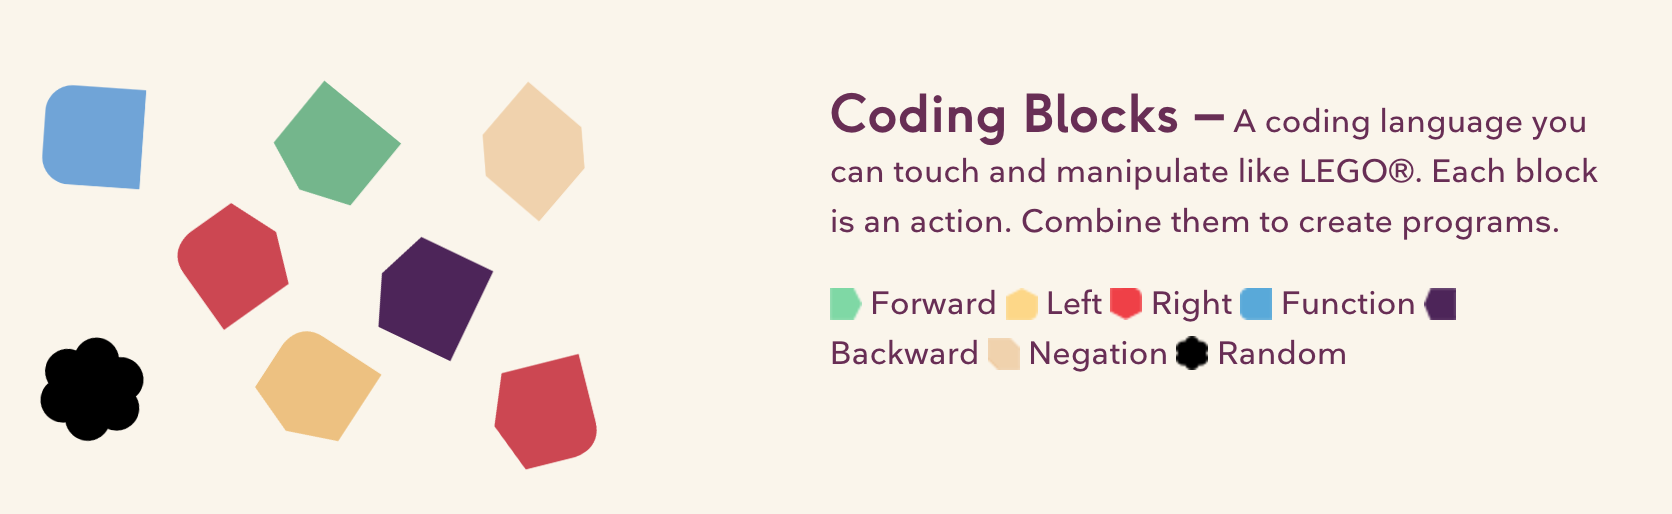 Coding Blocks – A coding language you
can touch and manipulate like LEGO®. Each block
is an action. Combine them to create programs.
Forward Left Right Function
Backward Negation Random